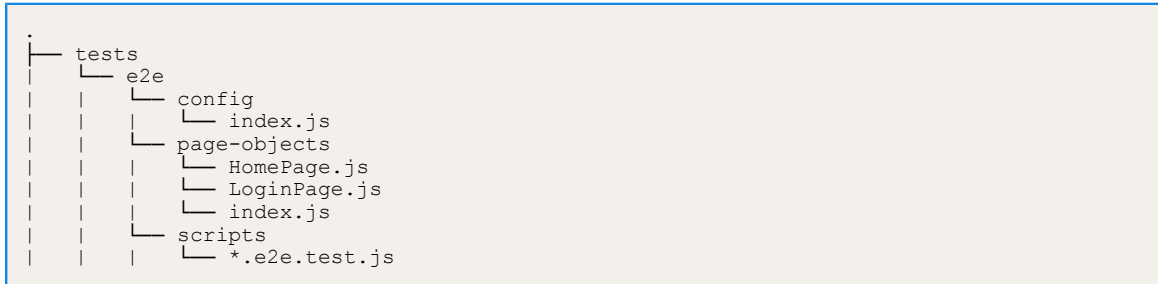 .
├── tests
|   └── e2e
|   |   └── config
|   |   |   └── index.js
|   |   └── page-objects
|   |   |   └── HomePage.js
|   |   |   └── LoginPage.js
|   |   |   └── index.js
|   |   └── scripts
|   |   |   └── *.e2e.test.js